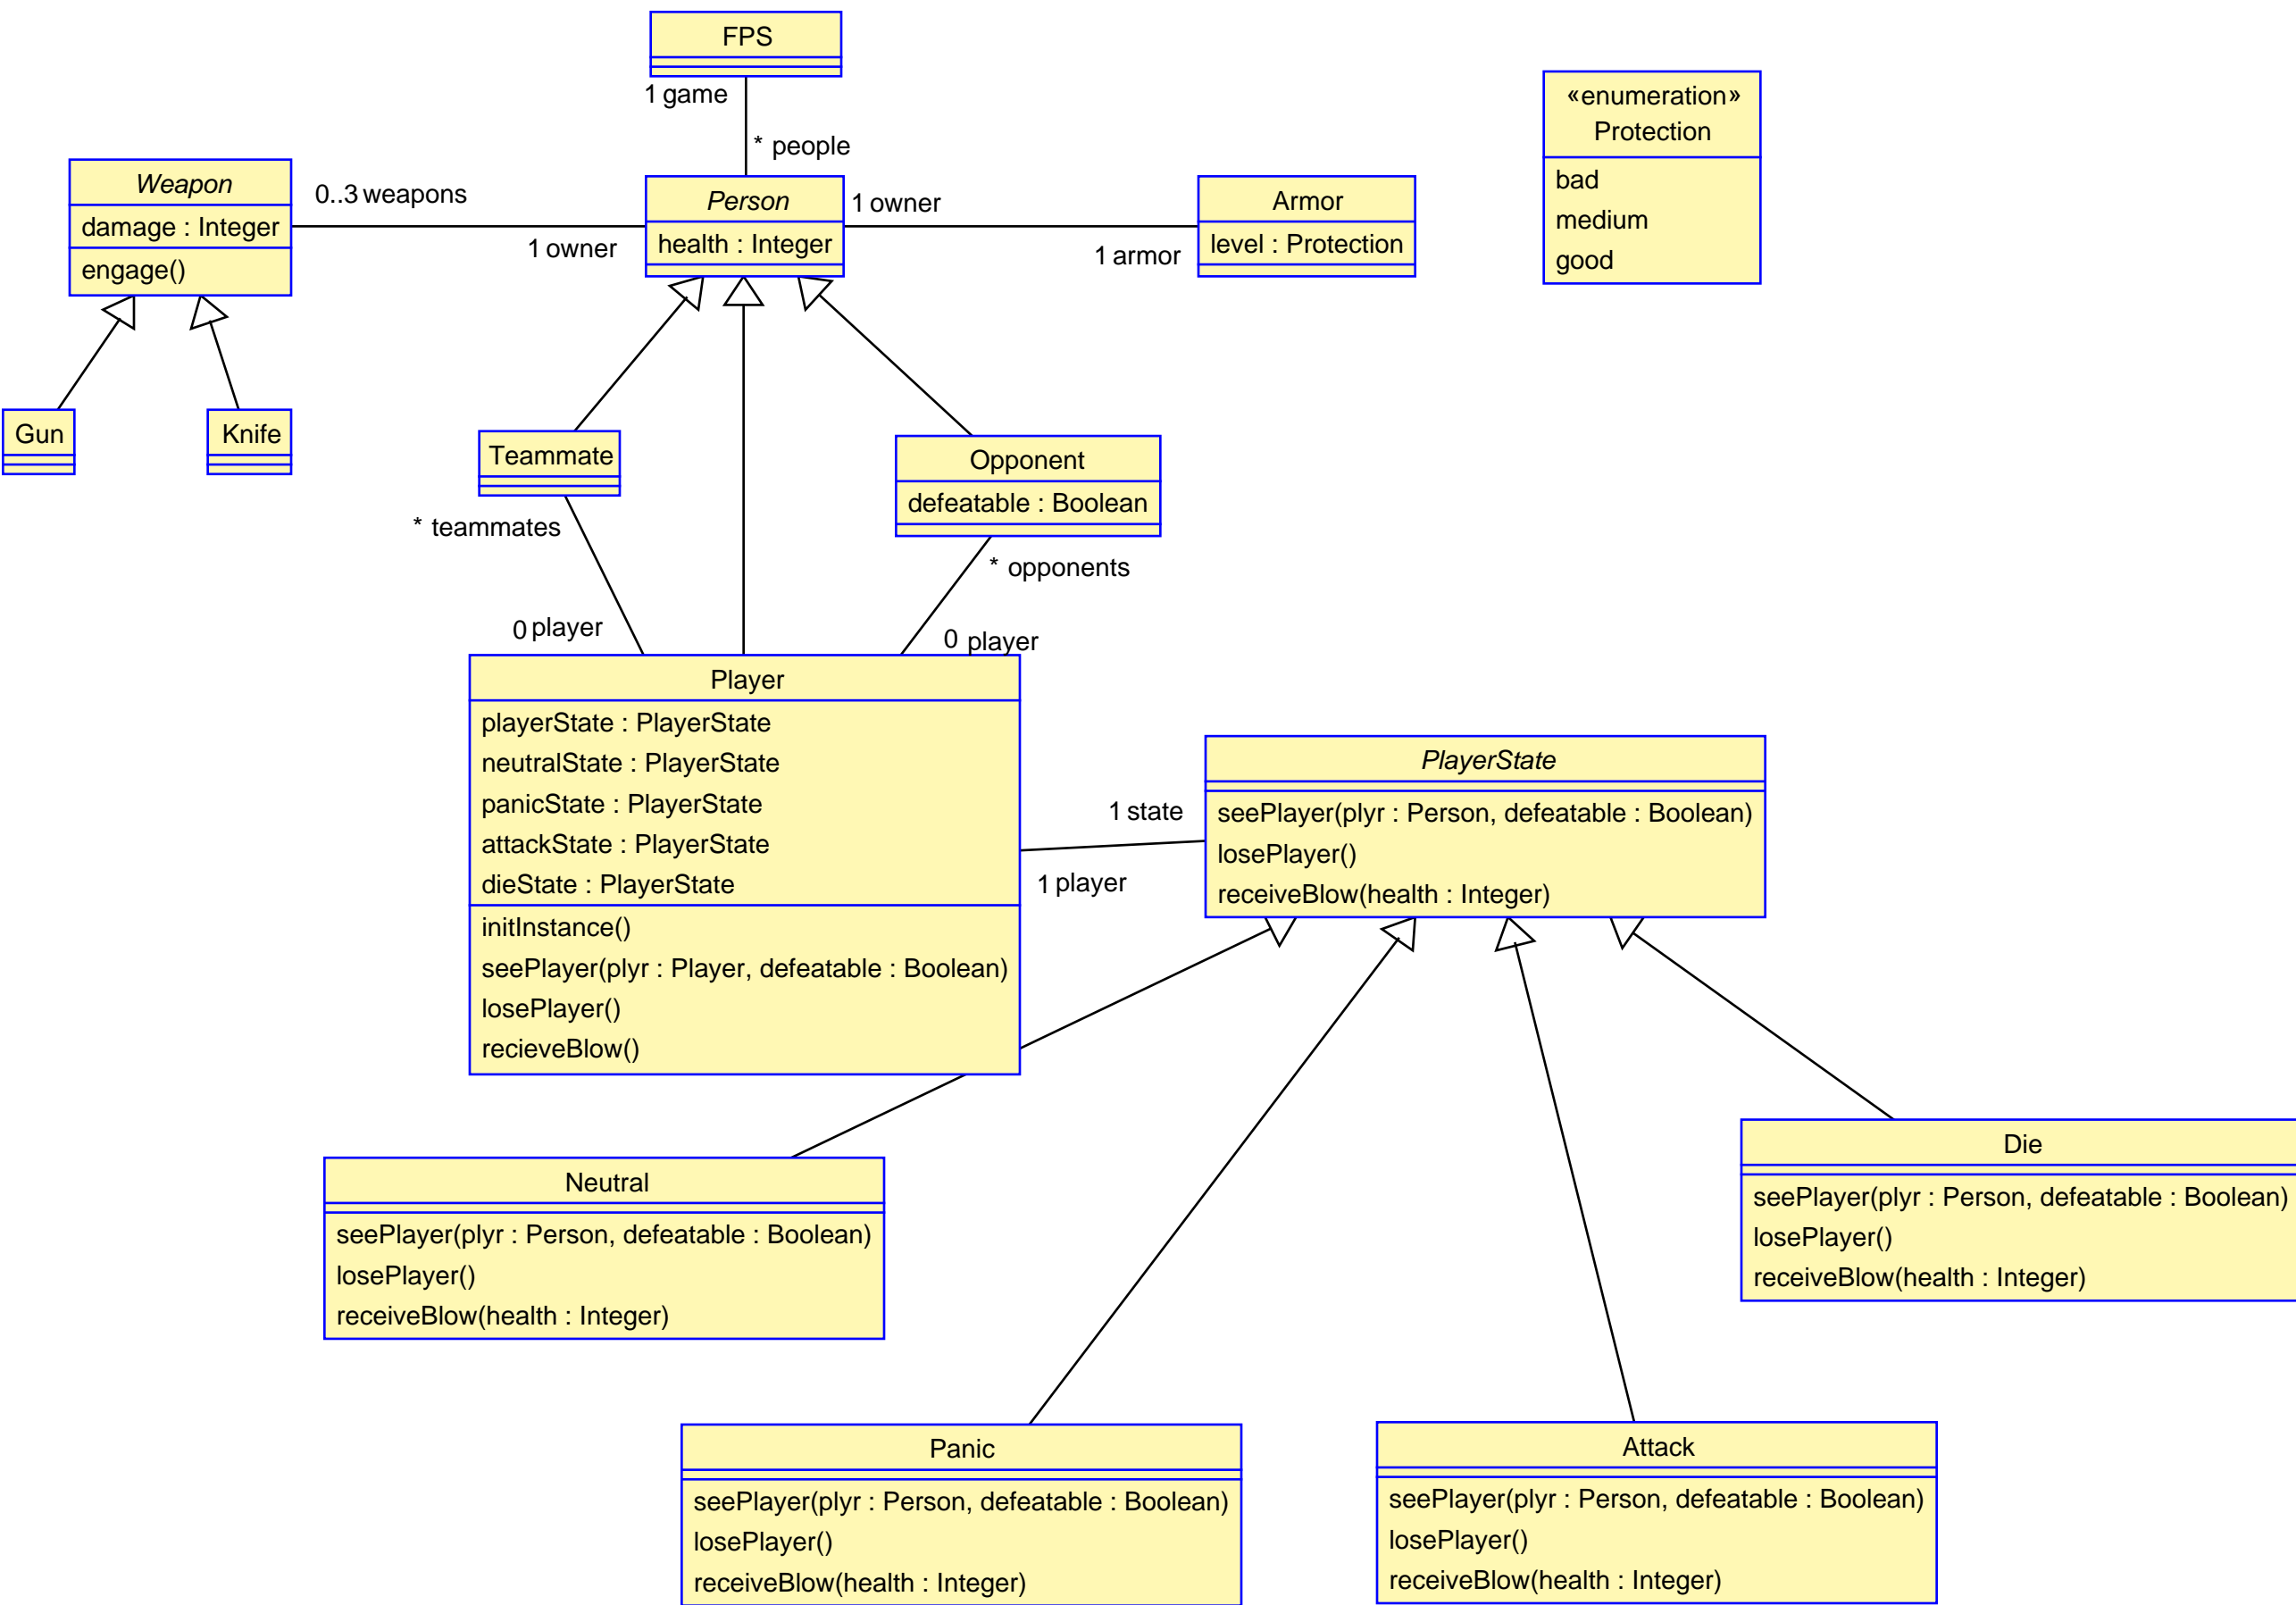 FPS
1 game
* people
«enumeration»
Protection
bad
medium
good
Weapon
damage : Integer
engage()
0..3 weapons
1 owner
Person
health : Integer
1 owner
1 armor
Armor
level : Protection
Gun
Knife
Teammate
Opponent
defeatable : Boolean
* teammates
* opponents
0 player
0 player
Player
playerState : PlayerState
neutralState : PlayerState
panicState : PlayerState
attackState : PlayerState
dieState : PlayerState
initInstance()
seePlayer(plyr : Player, defeatable : Boolean)
losePlayer()
recieveBlow()
1 state
1 player
PlayerState
seePlayer(plyr : Person, defeatable : Boolean)
losePlayer()
receiveBlow(health : Integer)
Neutral
seePlayer(plyr : Person, defeatable : Boolean)
losePlayer()
receiveBlow(health : Integer)
Die
seePlayer(plyr : Person, defeatable : Boolean)
losePlayer()
receiveBlow(health : Integer)
Panic
seePlayer(plyr : Person, defeatable : Boolean)
losePlayer()
receiveBlow(health : Integer)
Attack
seePlayer(plyr : Person, defeatable : Boolean)
losePlayer()
receiveBlow(health : Integer)